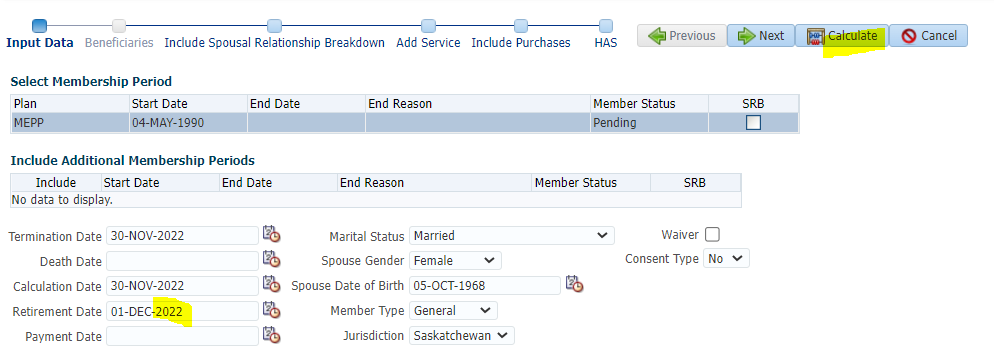 Input Data Beneficiaries Include Spousal Relationship Breakdown Add Service Include Purchases HAS Previous Next Calculate Cancel
Select Membership Period
Plan Start Date End Date End Reason Member Status SRB
MEPP 04-MAY-1990 Pending
Include Additional Membership Periods
Include Start Date End Date End Reason Member Status SRB
No data to display.
Termination Date 30-NOV-2022 Marital Status Married Waiver
Death Date Spouse Gender Female Consent Type No
Calculation Date 30-NOV-2022 Spouse Date of Birth 05-OCT-1968
Retirement Date 01-DEC-2022 Member Type General
Payment Date Jurisdiction Saskatchewan